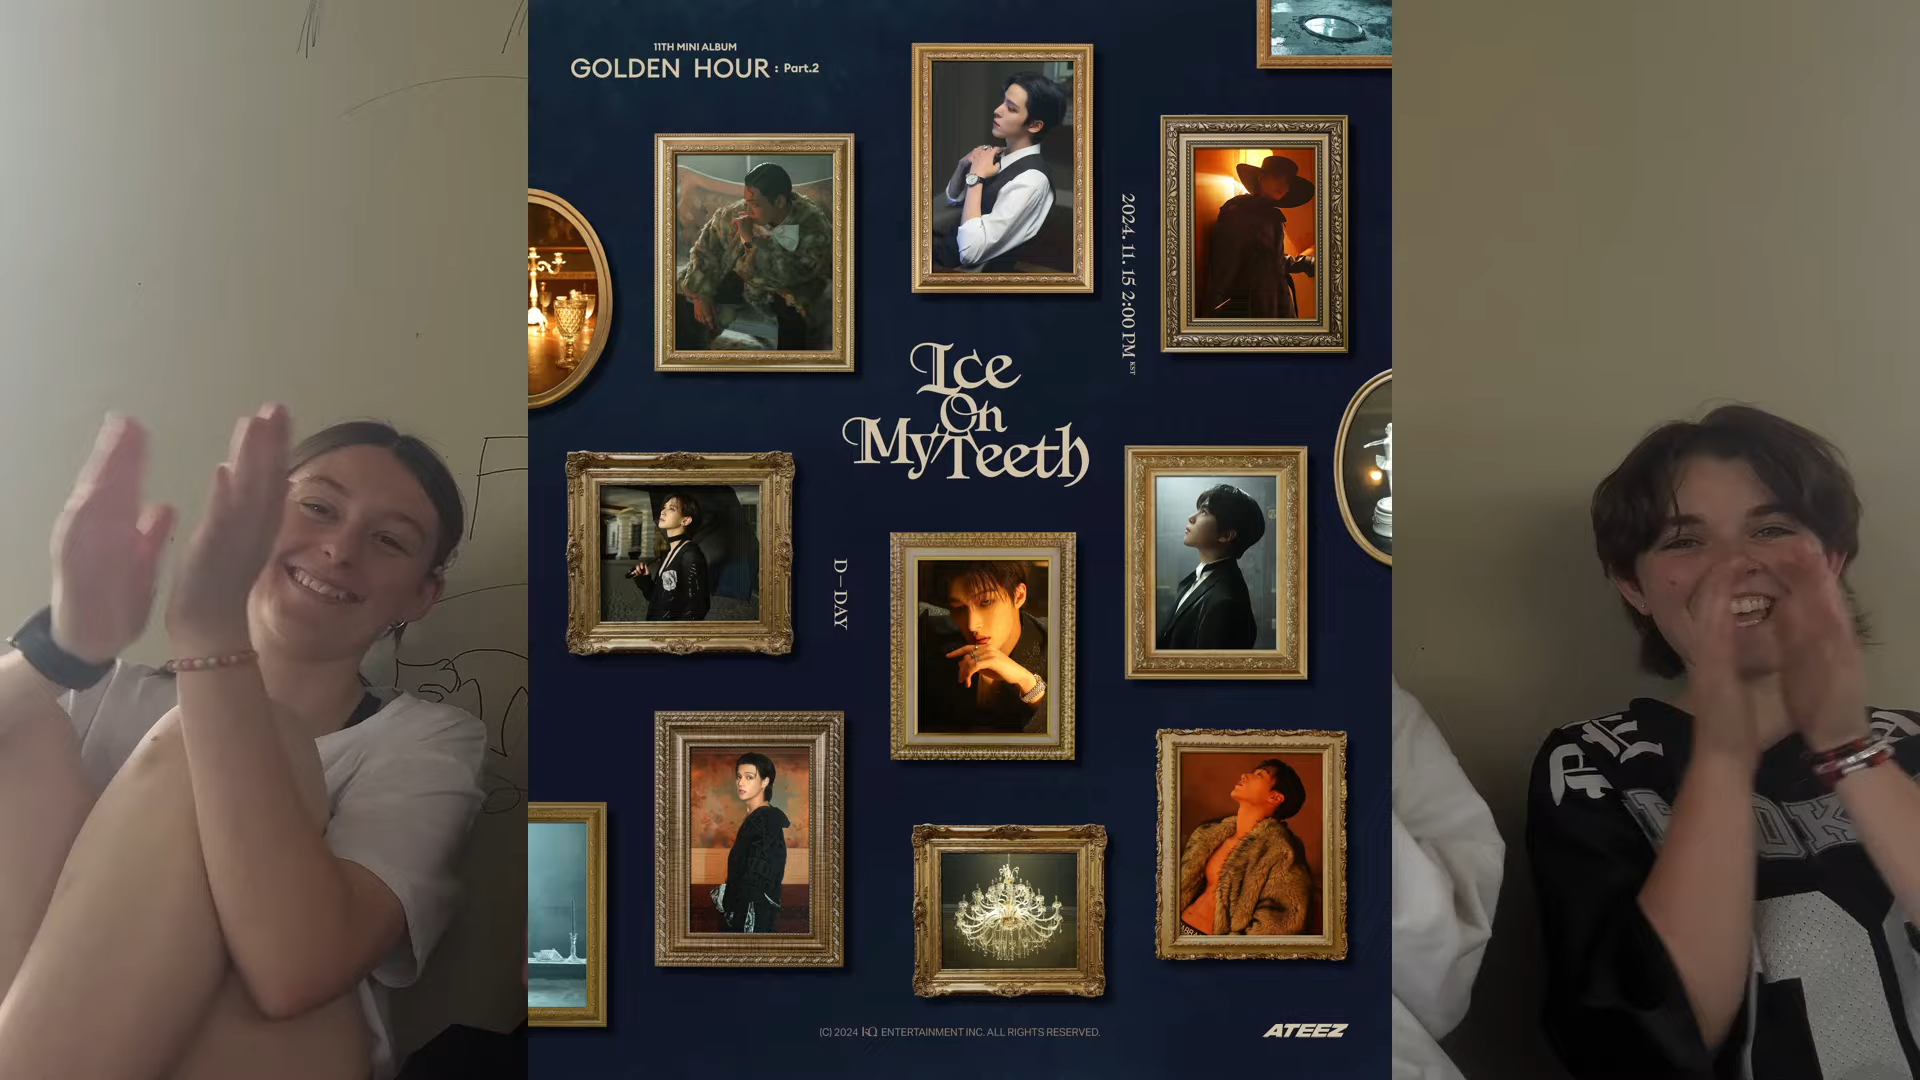 11TH MINI ALBUM
GOLDEN HOUR : Part.2
2024. 11. 15 2:00 PM KST
Ice
On
My Teeth
D-DAY
(C) 2024 KQ ENTERTAINMENT INC. ALL RIGHTS RESERVED.
ATEEZ